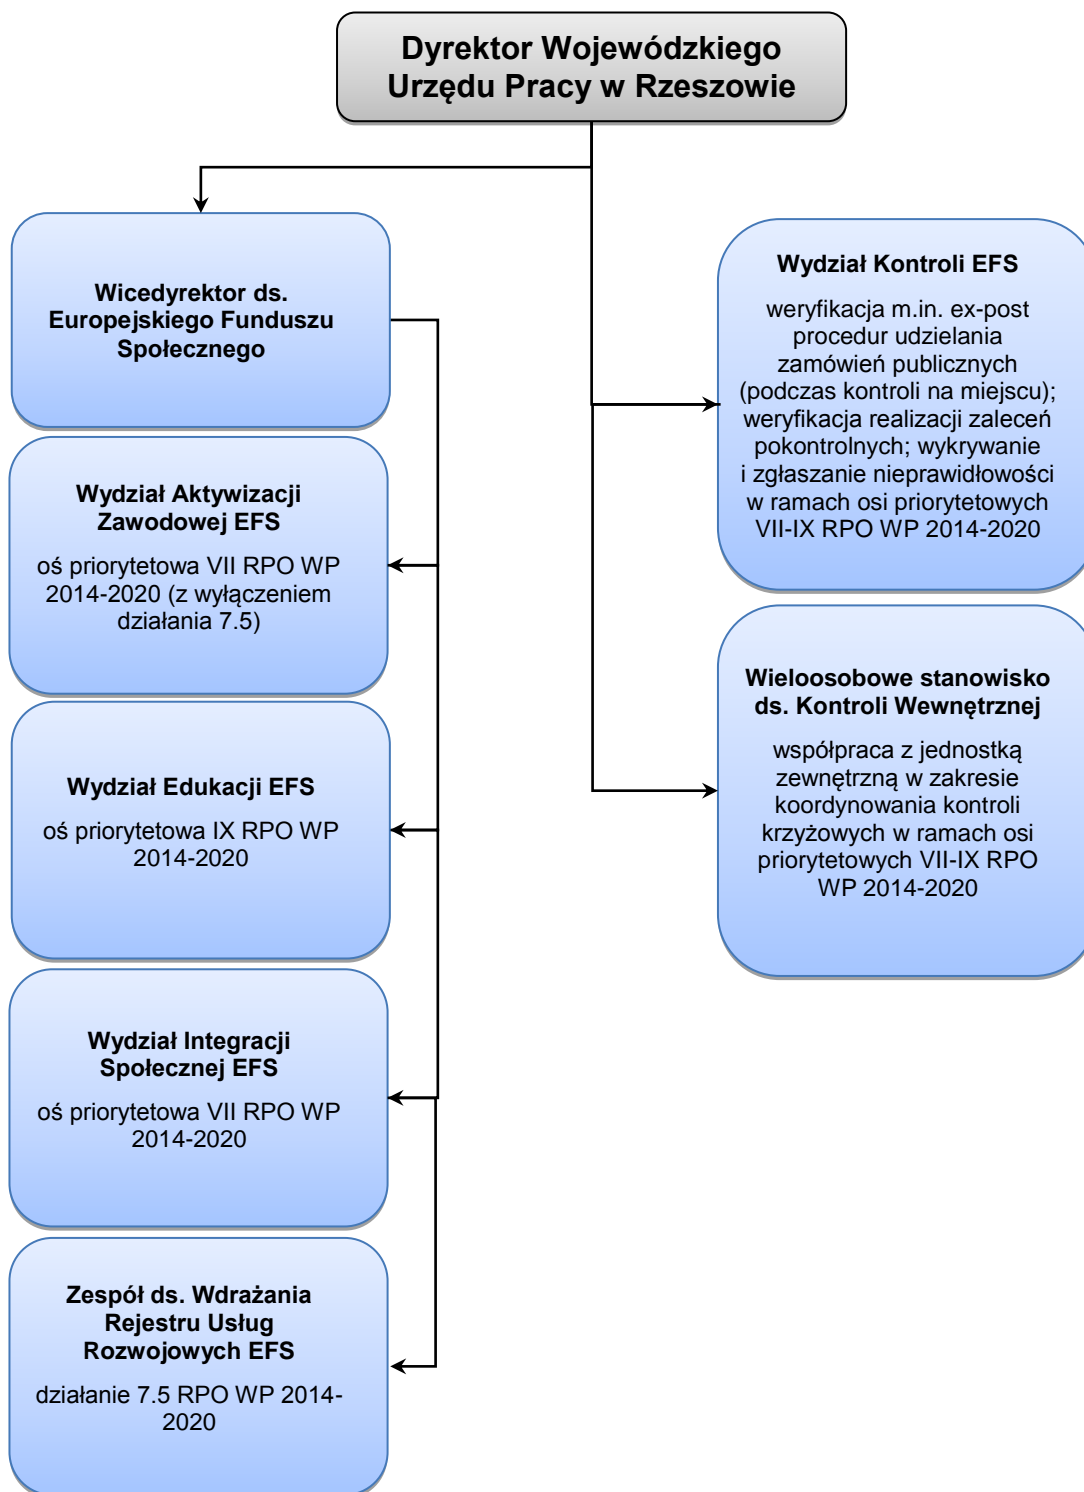 Dyrektor Wojewódzkiego
Urzędu Pracy w Rzeszowie
Wicedyrektor ds.
Europejskiego Funduszu
Społecznego
Wydział Aktywizacji
Zawodowej EFS
oś priorytetowa VII RPO WP
2014-2020 (z wyłączeniem
działania 7.5)
Wydział Edukacji EFS
oś priorytetowa IX RPO WP
2014-2020
Wydział Integracji
Społecznej EFS
oś priorytetowa VII RPO WP
2014-2020
Zespół ds. Wdrażania
Rejestru Usług
Rozwojowych EFS
działanie 7.5 RPO WP 2014-
2020
Wydział Kontroli EFS
weryfikacja m.in. ex-post
procedur udzielania
zamówień publicznych
(podczas kontroli na miejscu);
weryfikacja realizacji zaleceń
pokontrolnych; wykrywanie
i zgłaszanie nieprawidłowości
w ramach osi priorytetowych
VII-IX RPO WP 2014-2020
Wieloosobowe stanowisko
ds. Kontroli Wewnętrznej
współpraca z jednostką
zewnętrzną w zakresie
koordynowania kontroli
krzyżowych w ramach osi
priorytetowych VII-IX RPO
WP 2014-2020